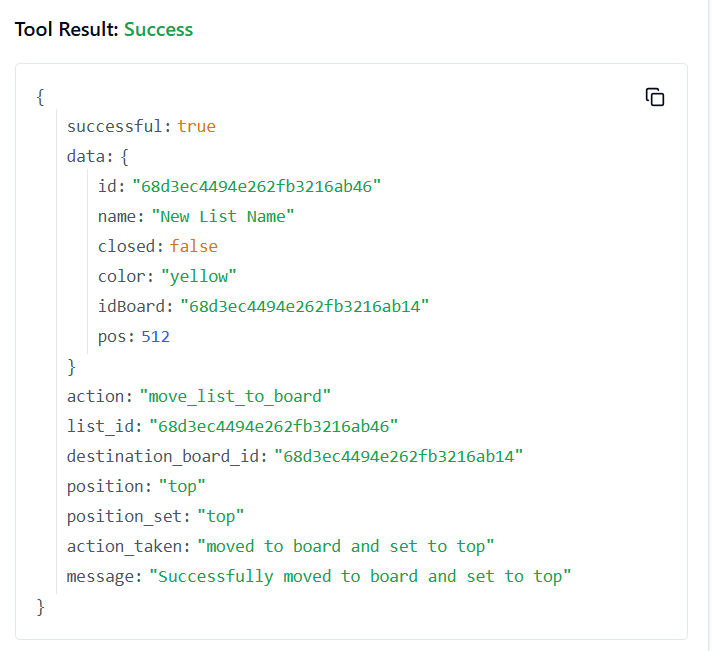 Tool Result: Success
{
successful: true
data: {
id: "68d3ec4494e262fb3216ab46"
name: "New List Name"
closed: false
color: "yellow"
idBoard: "68d3ec4494e262fb3216ab14"
pos: 512
}
action: "move_list_to_board"
list_id: "68d3ec4494e262fb3216ab46"
destination_board_id: "68d3ec4494e262fb3216ab14"
position: "top"
position_set: "top"
action_taken: "moved to board and set to top"
message: "Successfully moved to board and set to top"
}